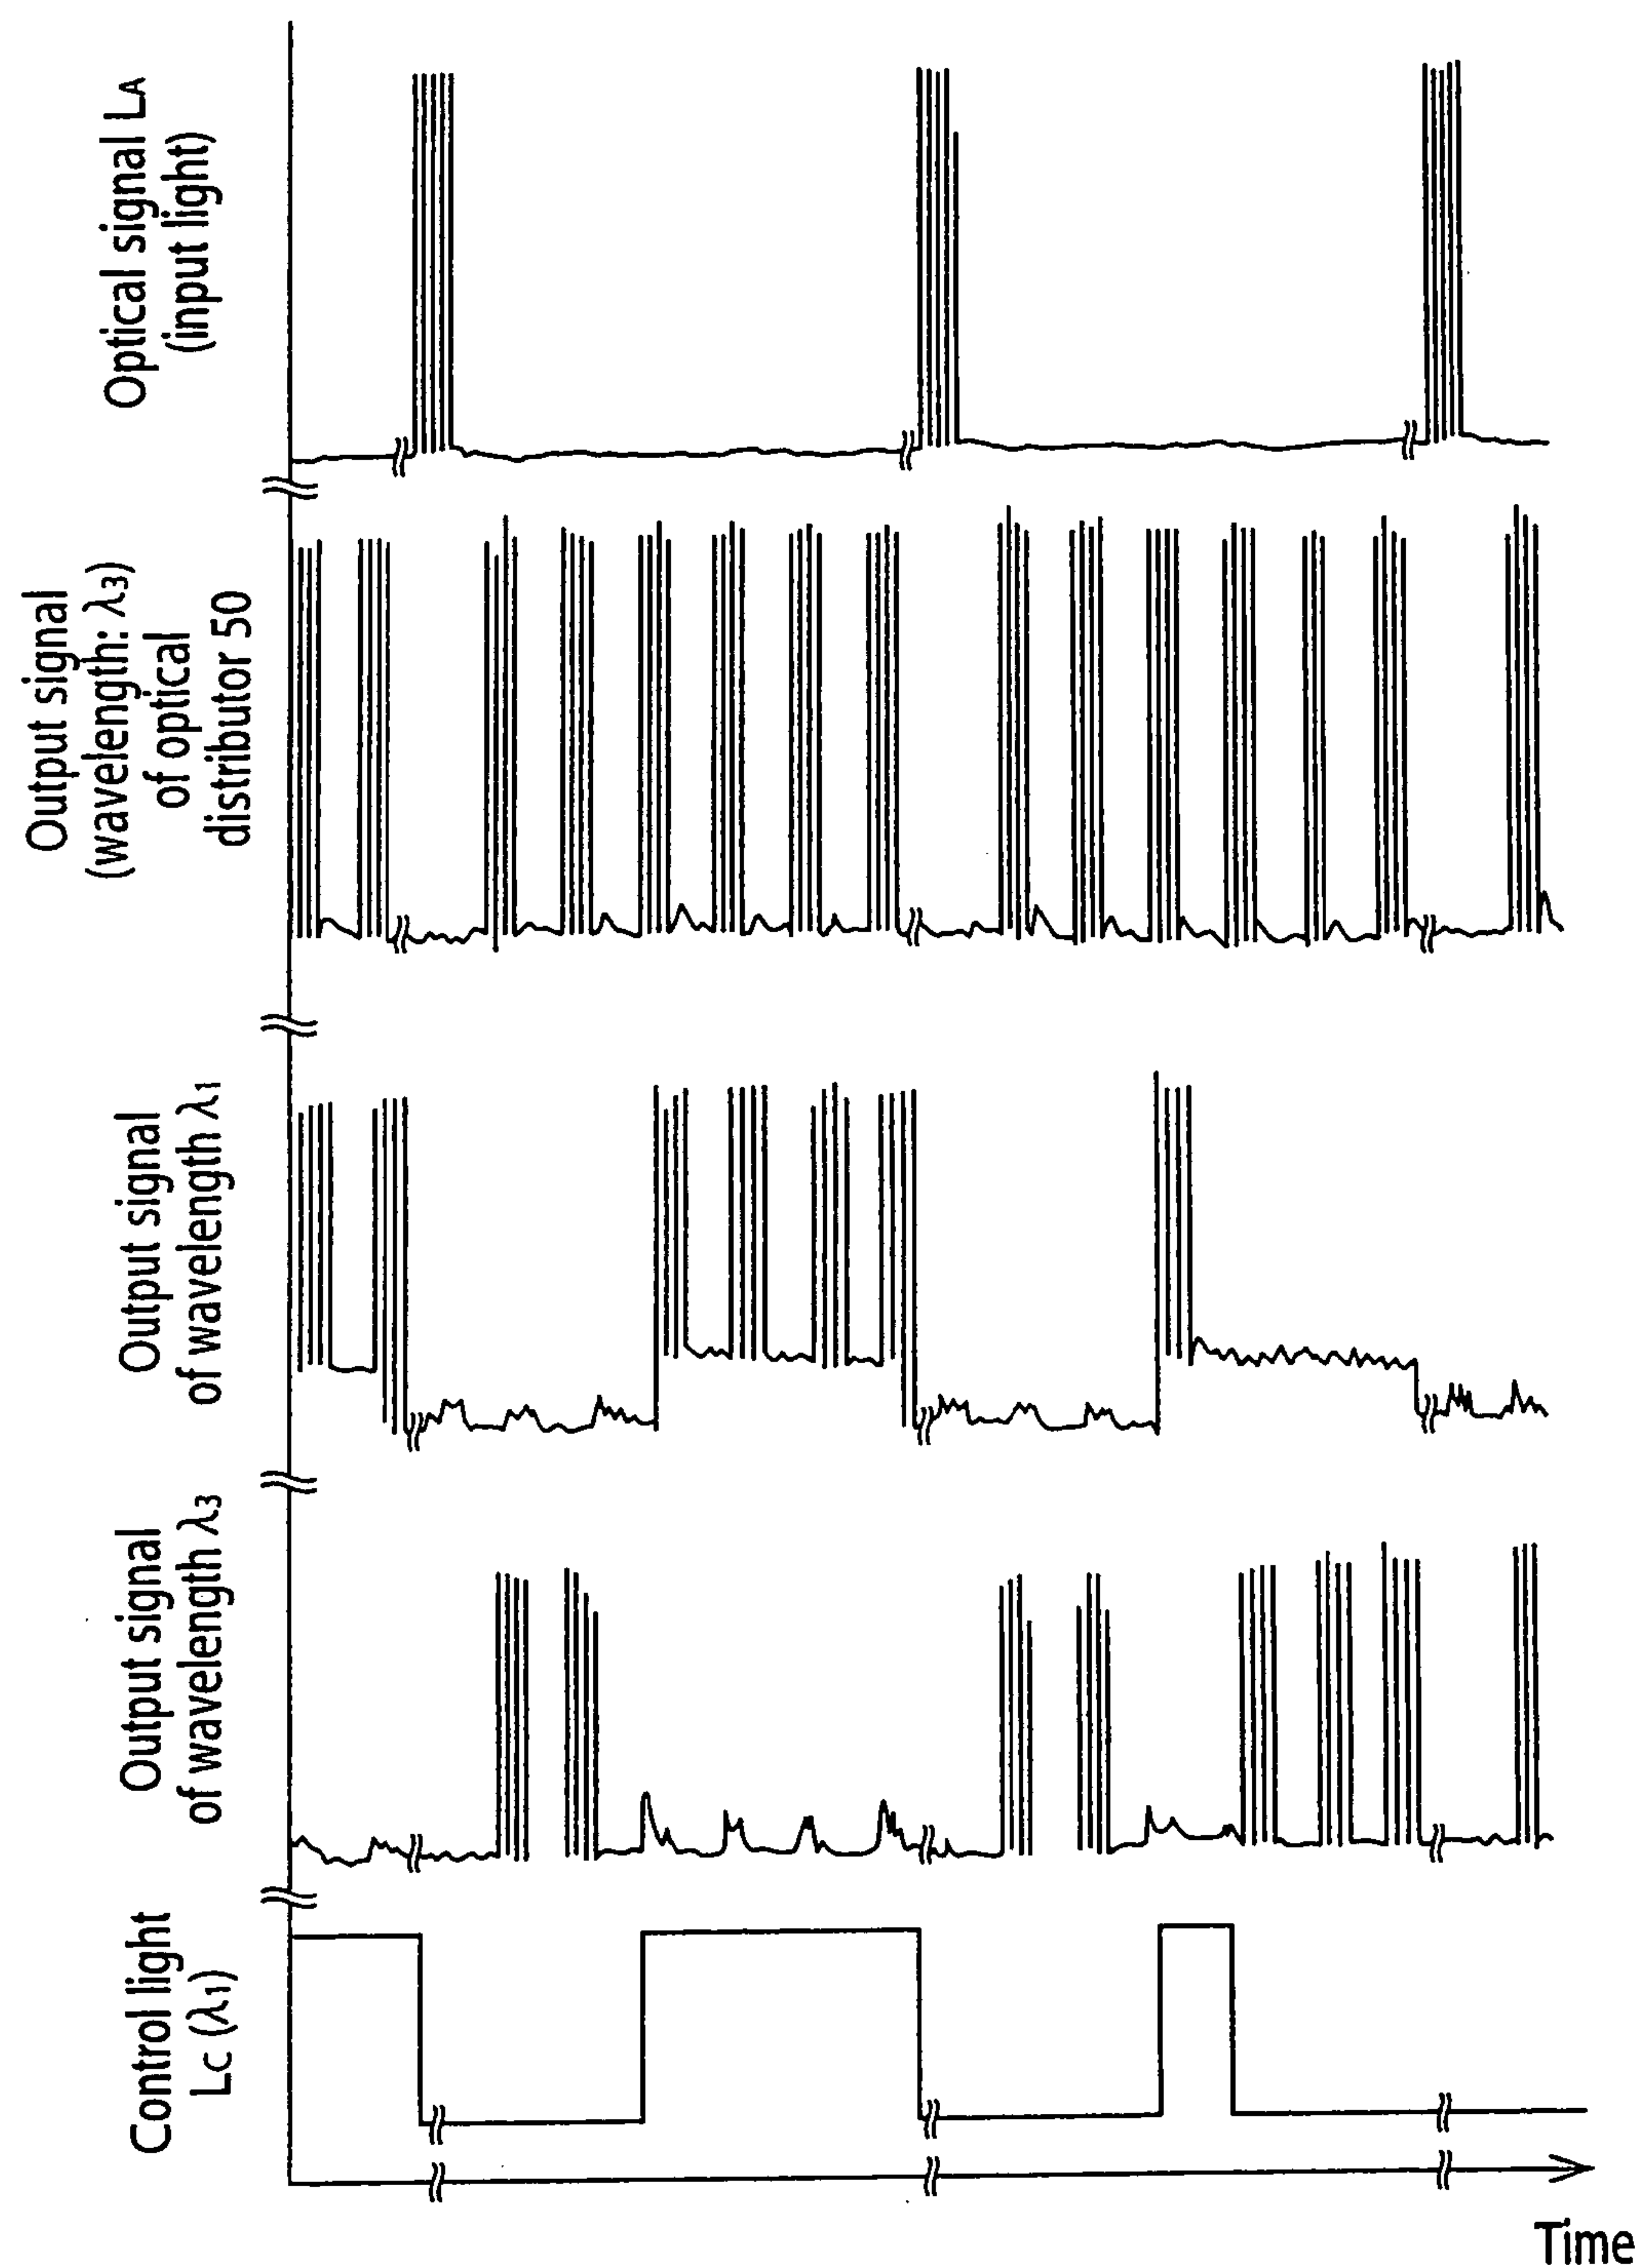 Optical signal LA
(input light)
Output signal
(wavelength: λ3)
of optical
distributor 50
Output signal
of wavelength λ1
Output signal
of wavelength λ3
Control light
LC (λ1)
Time